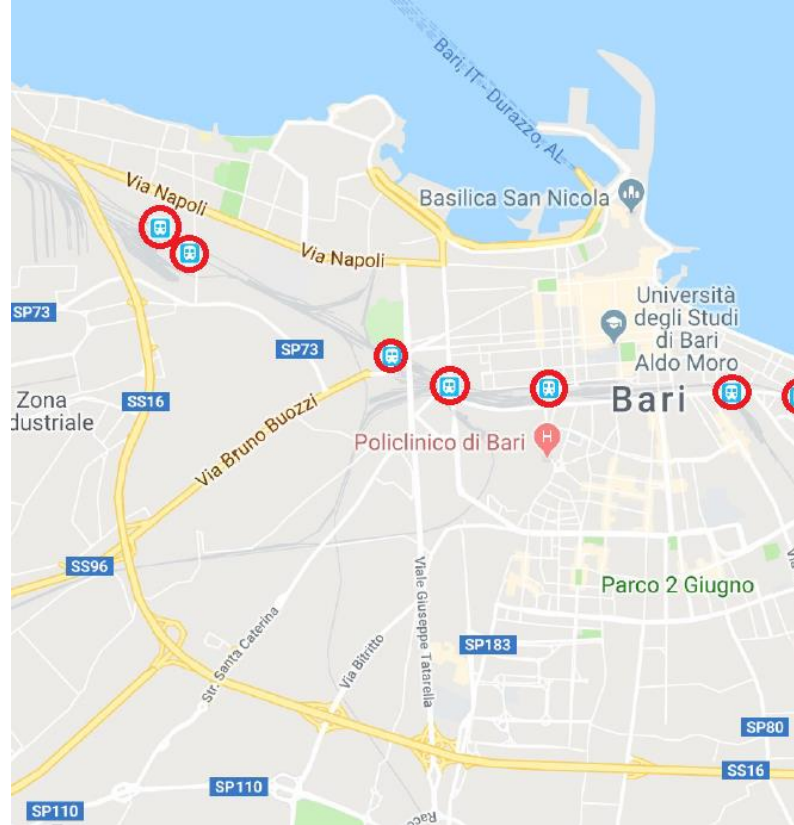 Bari, IT - Durazzo, AL
Via Napoli
Basilica San Nicola
Via Napoli
Università
degli Studi
di Bari
Aldo Moro
SP73
SP73
Zona
dustriale
SS16
Bari
Via Bruno Buozzi
Policlinico di Bari
H
SS96
Viale Giuseppe Tatarella
Parco 2 Giugno
Str. Santa Caterina
Via Bitritto
SP183
SP80
SS16
SP110
SP110